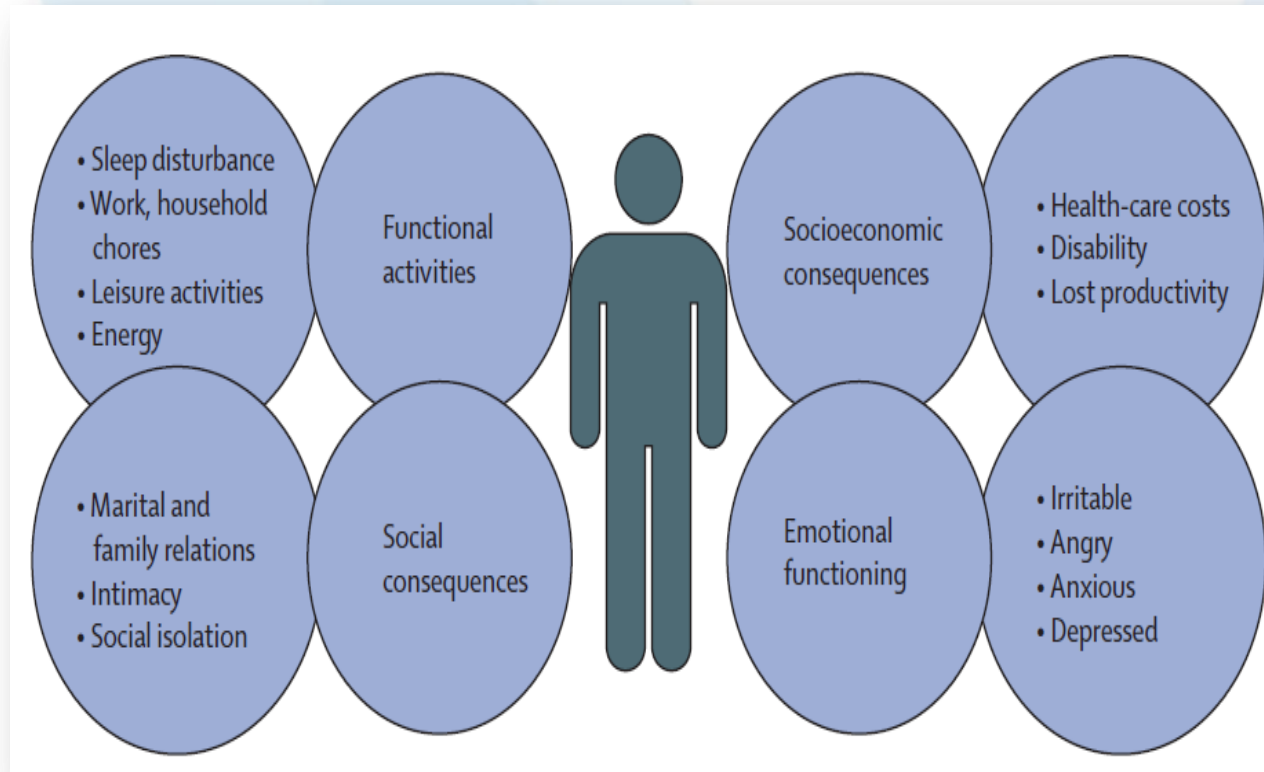 • Sleep disturbance
• Work, household
chores
• Leisure activities
• Energy
Functional
activities
Socioeconomic
consequences
• Health-care costs
• Disability
• Lost productivity
• Marital and
family relations
• Intimacy
• Social isolation
Social
consequences
Emotional
functioning
• Irritable
• Angry
• Anxious
• Depressed